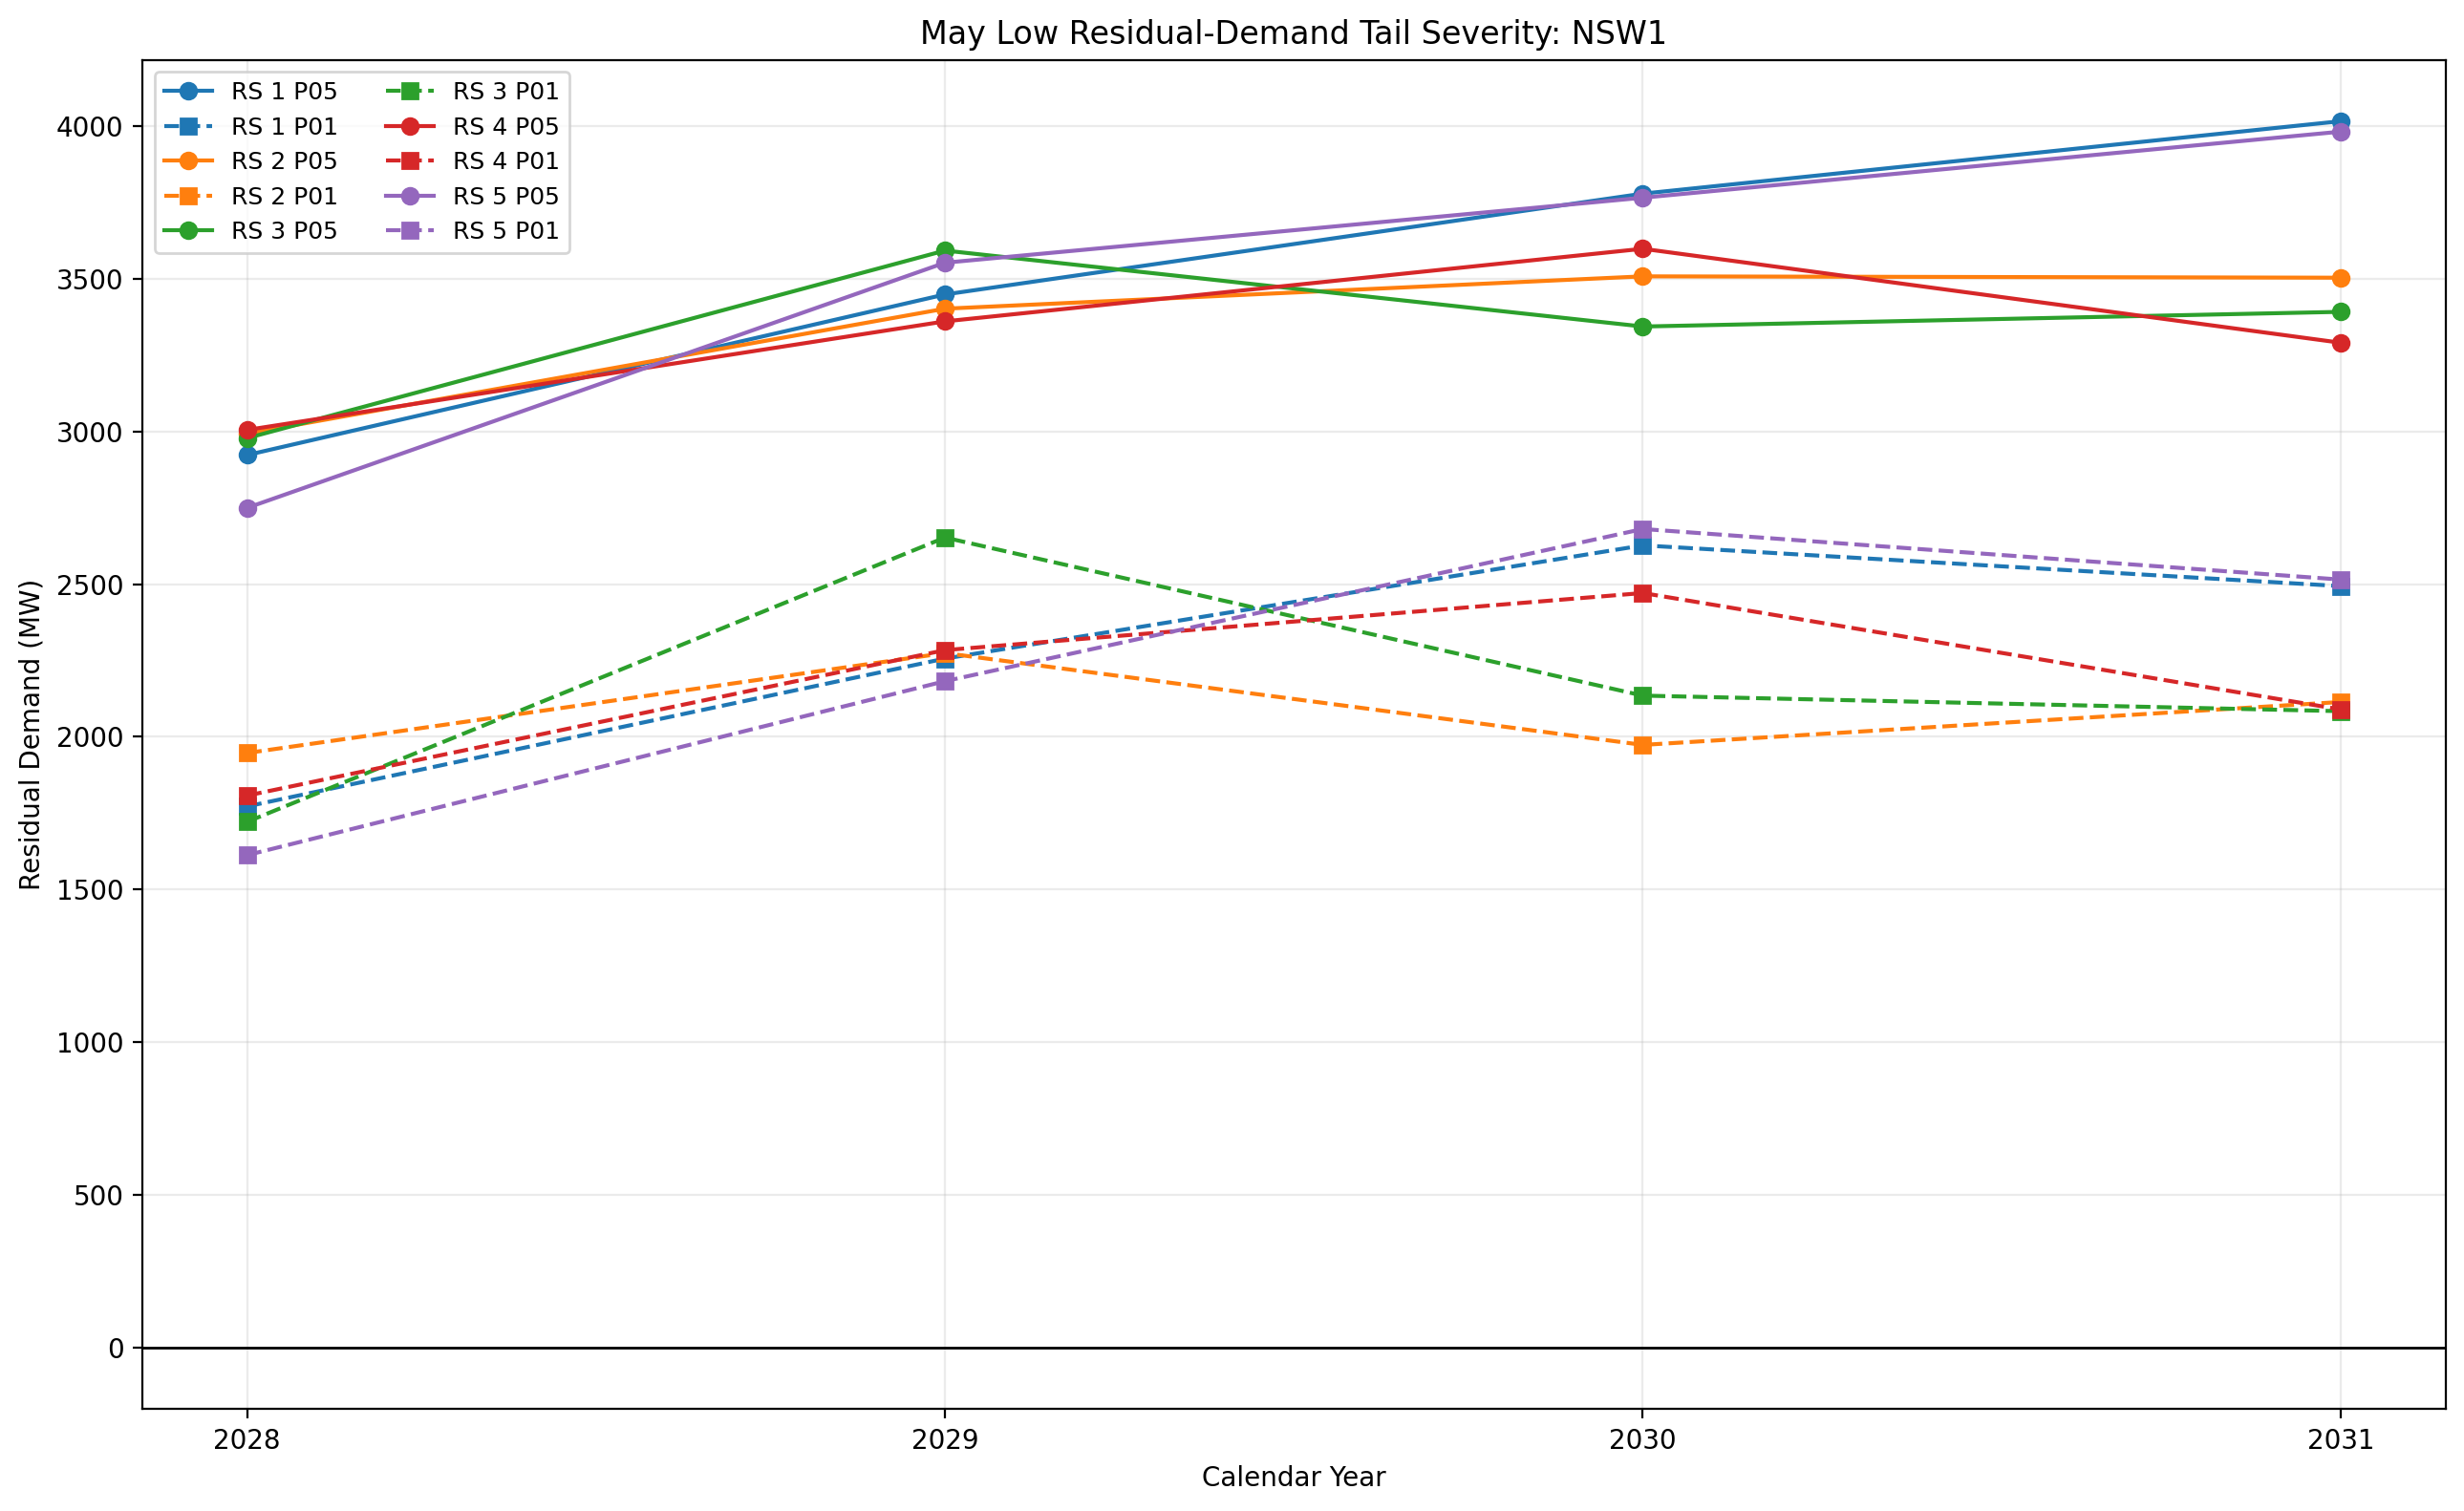 May Low Residual-Demand Tail Severity: NSW1
RS 1 P05
RS 1 P01
RS 2 P05
RS 2 P01
RS 3 P05
RS 3 P01
RS 4 P05
RS 4 P01
RS 5 P05
RS 5 P01
Residual Demand (MW)
4000
3500
3000
2500
2000
1500
1000
500
0
2028 2029 2030 2031
Calendar Year